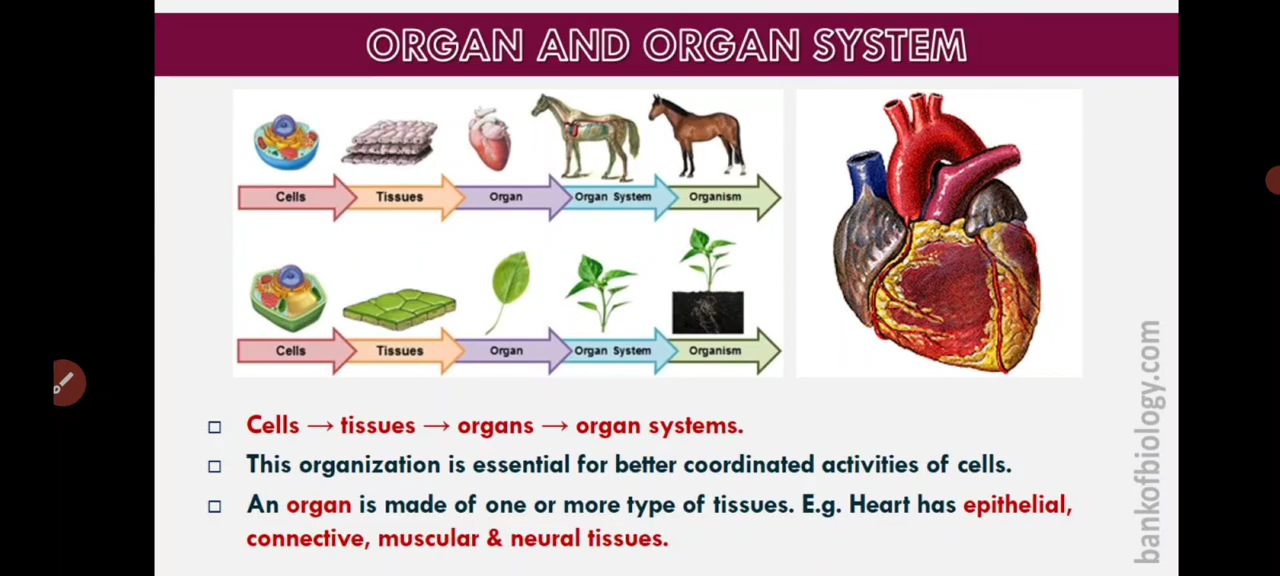 ORGAN AND ORGAN SYSTEM
Cells Tissues Organ Organ System Organism
Cells Tissues Organ Organ System Organism
□ Cells → tissues → organs → organ systems.
□ This organization is essential for better coordinated activities of cells.
□ An organ is made of one or more type of tissues. E.g. Heart has epithelial,
connective, muscular & neural tissues.
bankofbiology.com